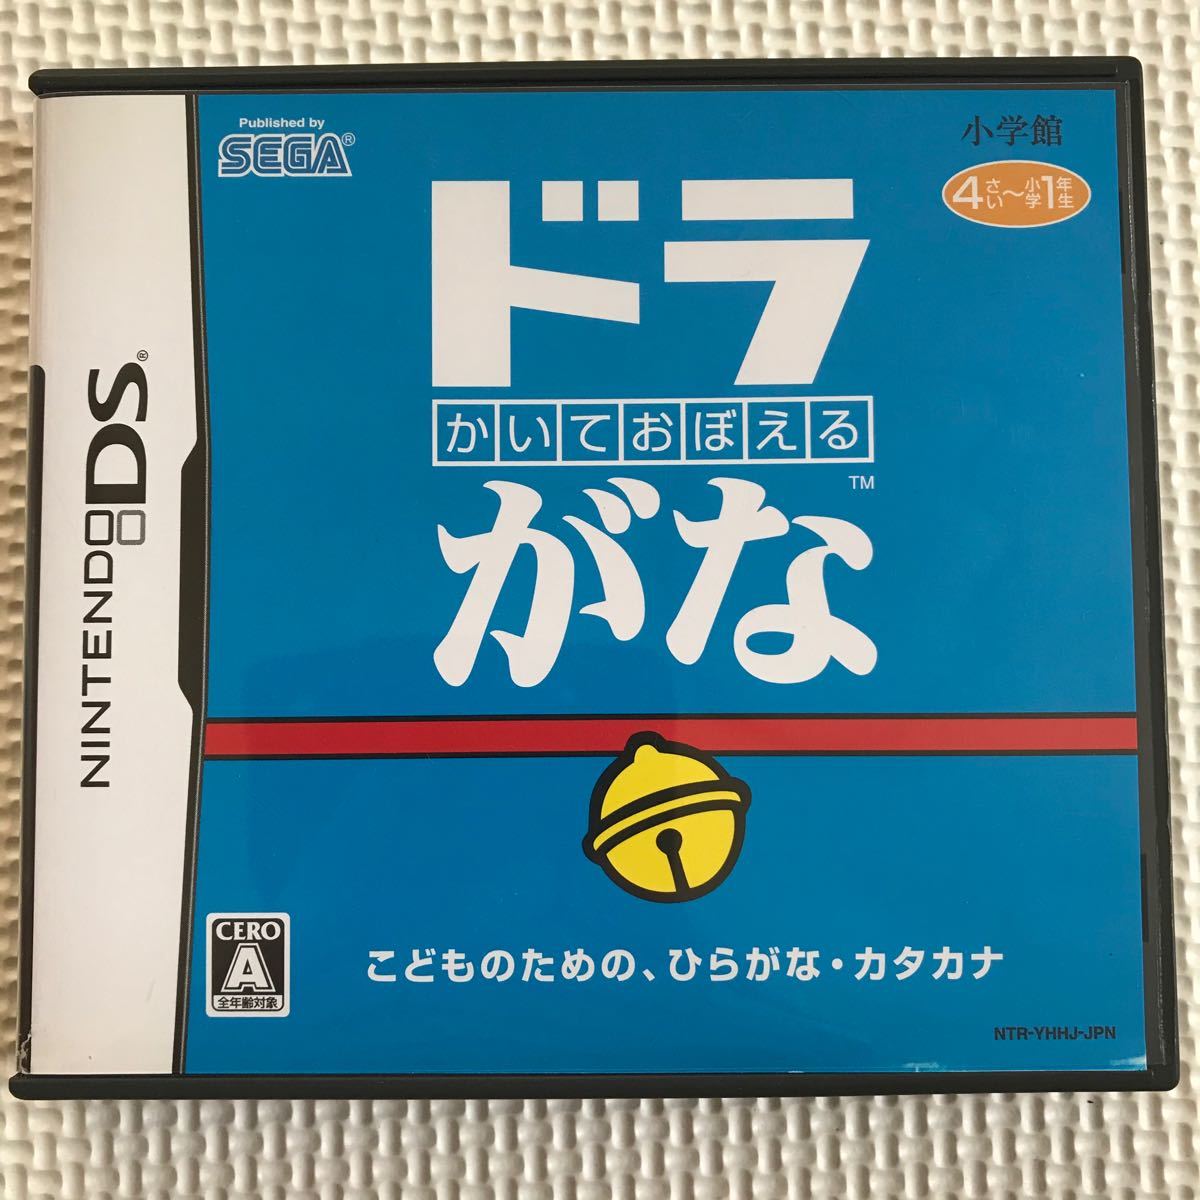 Published by
SEGA®
小学館
4さい〜小学1年生
ドラ
かいておぼえる
がな™
NINTENDO DS®
こどものための、ひらがな・カタカナ
CERO
A
全年齢対象
NTR-YHHJ-JPN